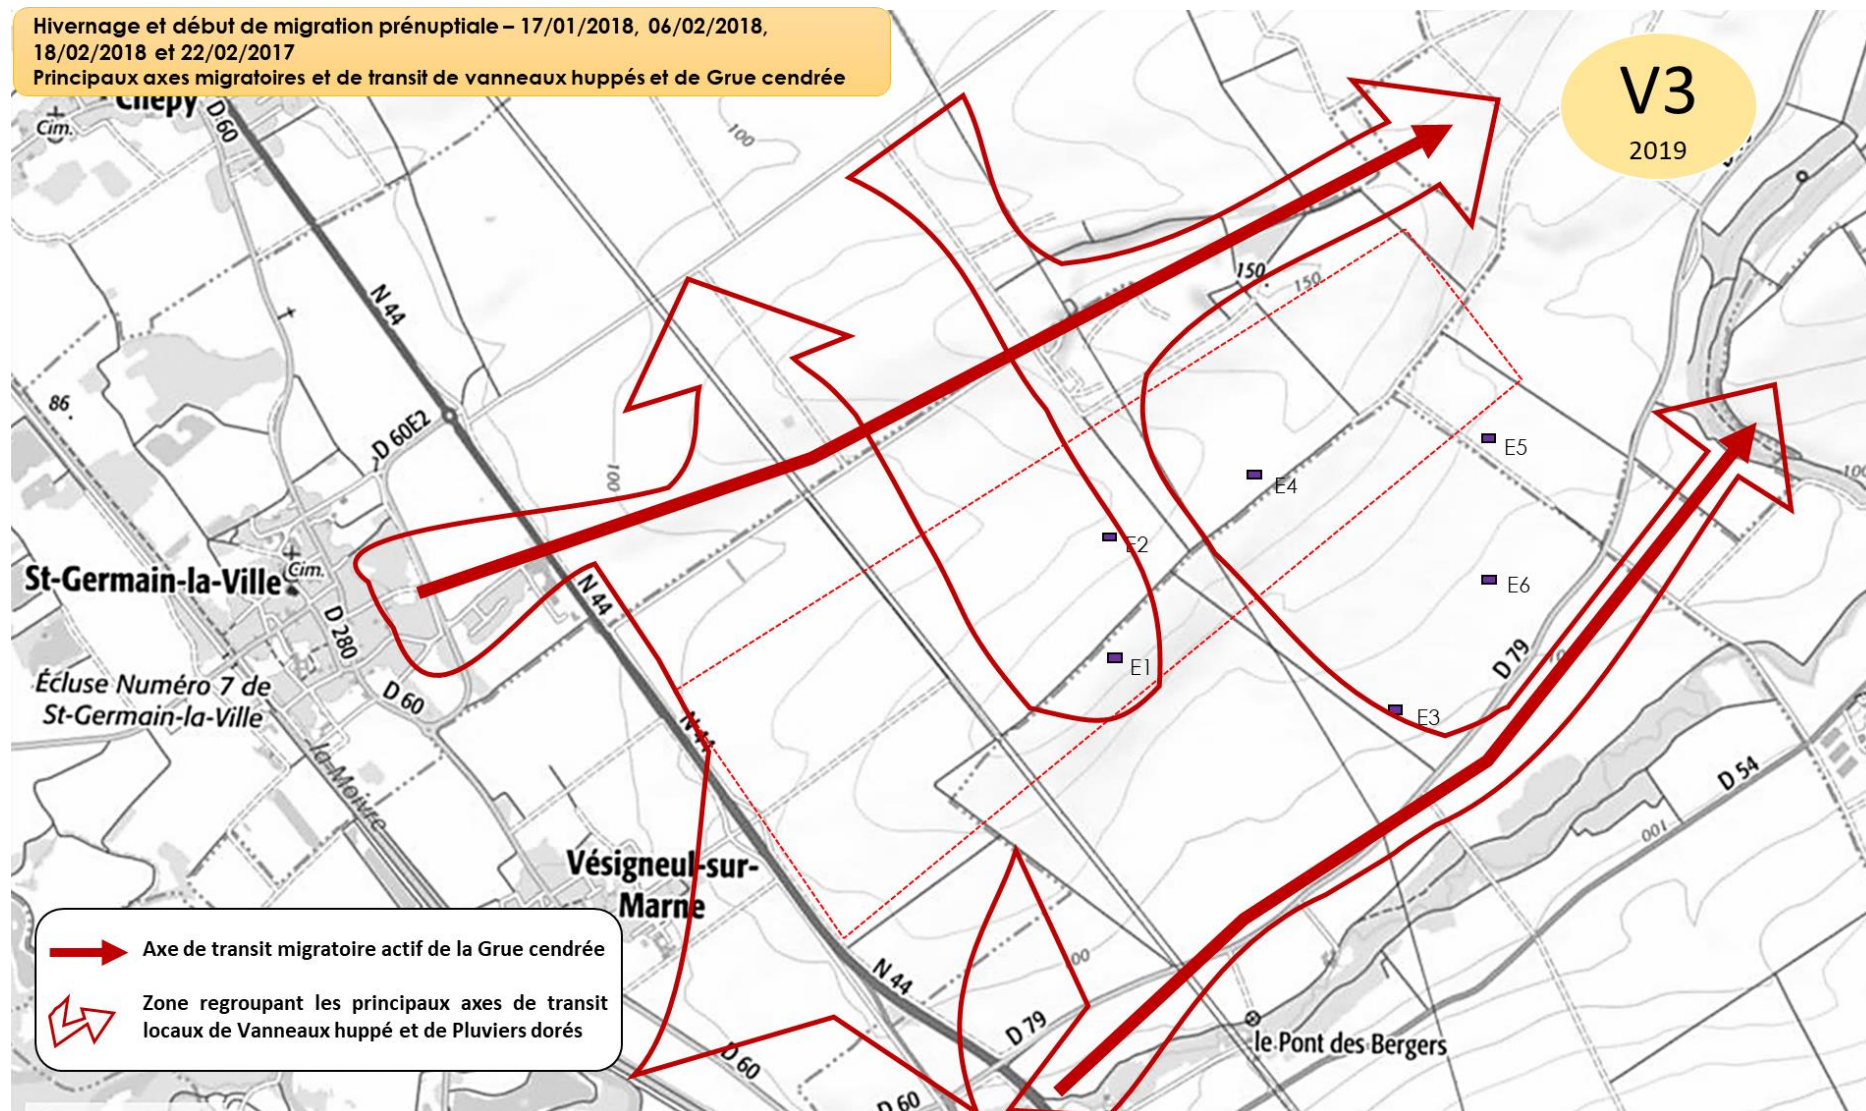 Hivernage et début de migration prénuptiale – 17/01/2018, 06/02/2018,
18/02/2018 et 22/02/2017
Principaux axes migratoires et de transit de vanneaux huppés et de Grue cendrée
V3
2019
Chepy
Cim.
D 60
100
N 44
150
150
86
D 60E2
100
E5
E4
100
E2
St-Germain-la-Ville
Cim.
N 44
E6
D 280
E1
D 79
Écluse Numéro 7 de
St-Germain-la-Ville
D 60
E3
N 44
la Moivre
D 54
100
Vésigneul-sur-
Marne
N 44
00
D 79
le Pont des Bergers
D 60
D 60
Axe de transit migratoire actif de la Grue cendrée
Zone regroupant les principaux axes de transit
locaux de Vanneaux huppé et de Pluviers dorés